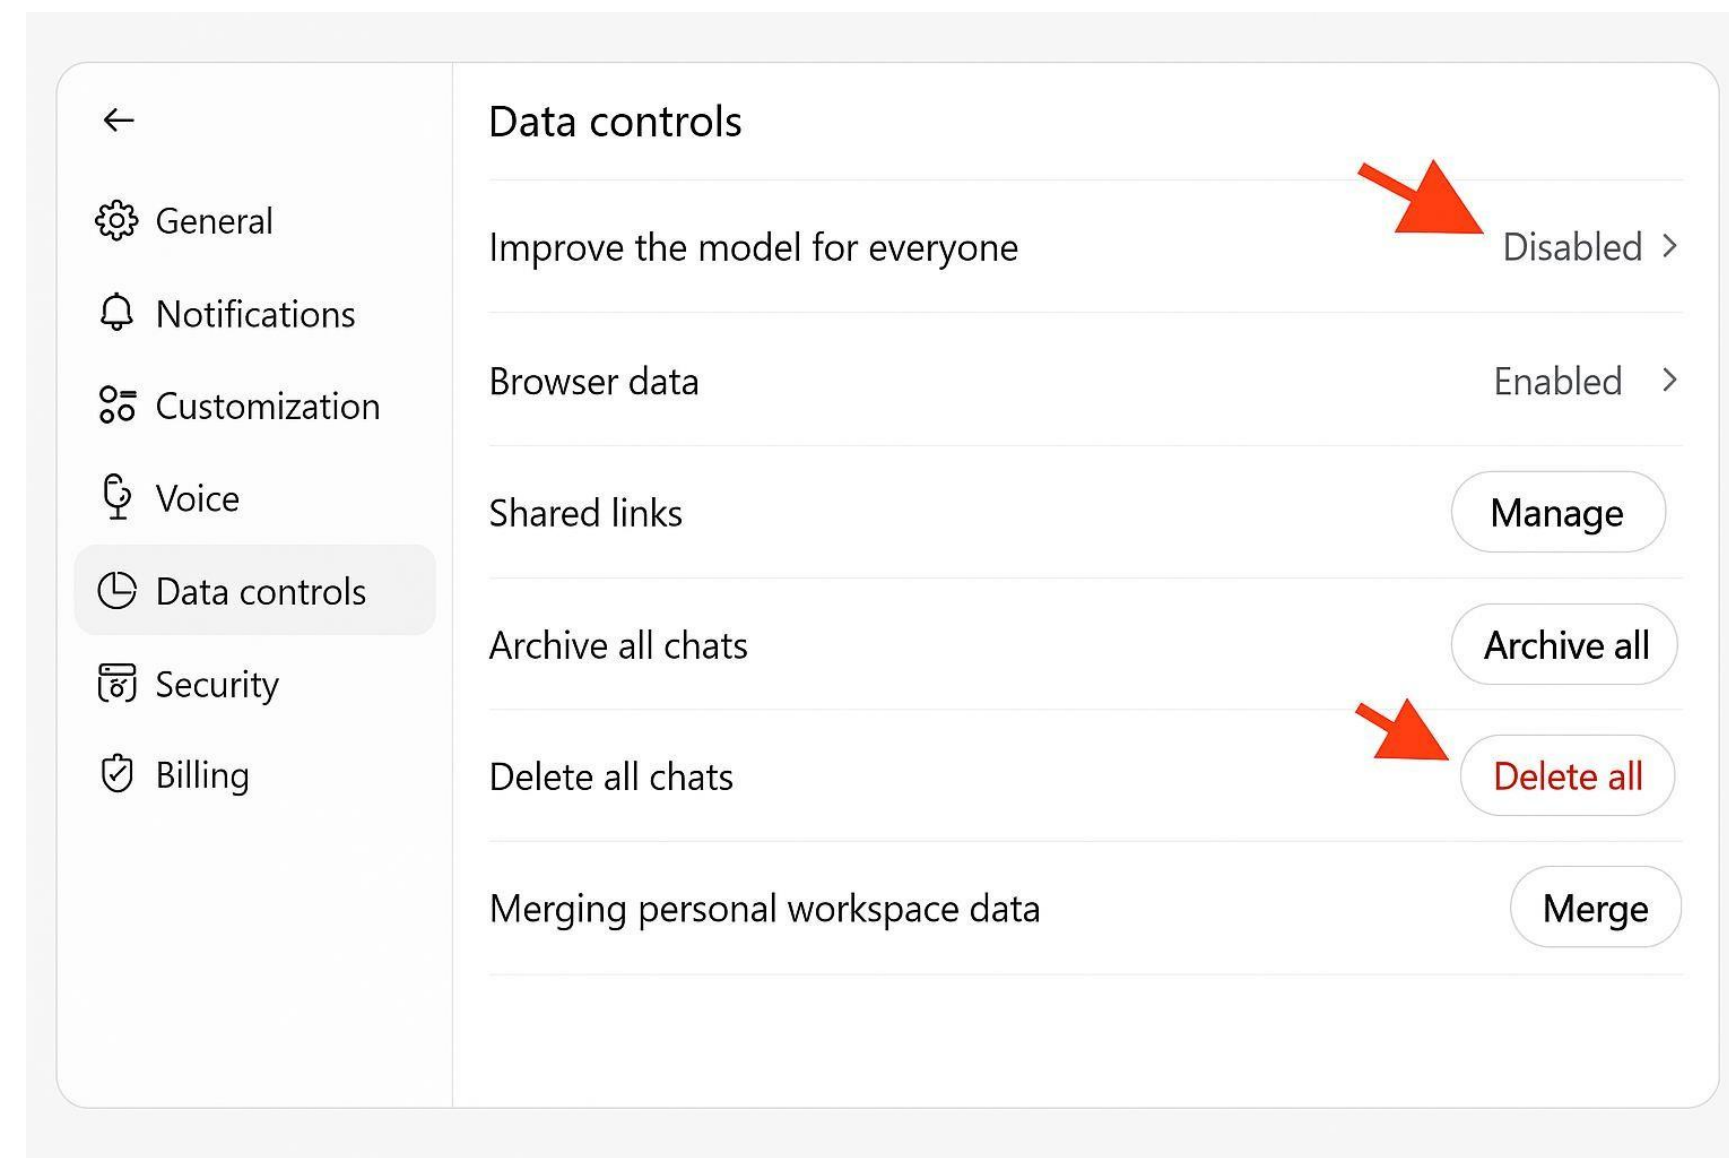 Data controls
General
Notifications
Customization
Voice
Data controls
Security
Billing
Improve the model for everyone Disabled
Browser data Enabled
Shared links Manage
Archive all chats Archive all
Delete all chats Delete all
Merging personal workspace data Merge